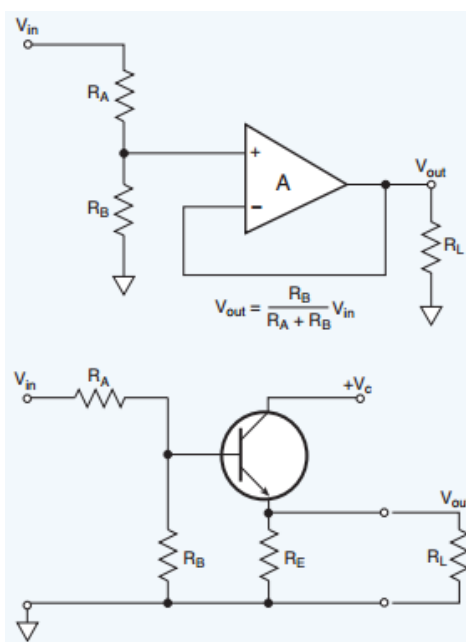 Vin
RA
+
A
−
RB
Vout
RL
Vout = RB / RA + RB Vin
Vin
RA
+Vc
Vou
RB
RE
RL